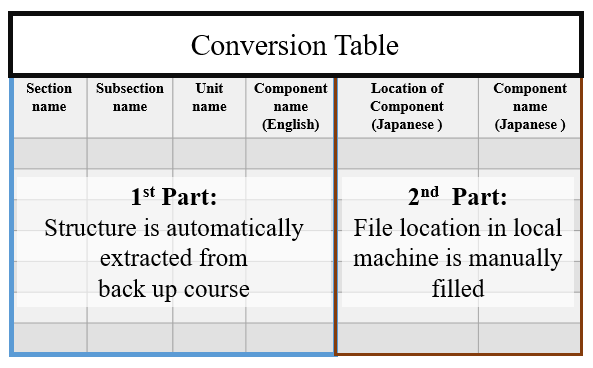 Conversion Table
Section name
Subsection name
Unit name
Component name (English)
Location of Component (Japanese )
Component name (Japanese )
1st Part:
Structure is automatically
extracted from
back up course
2nd Part:
File location in local
machine is manually
filled